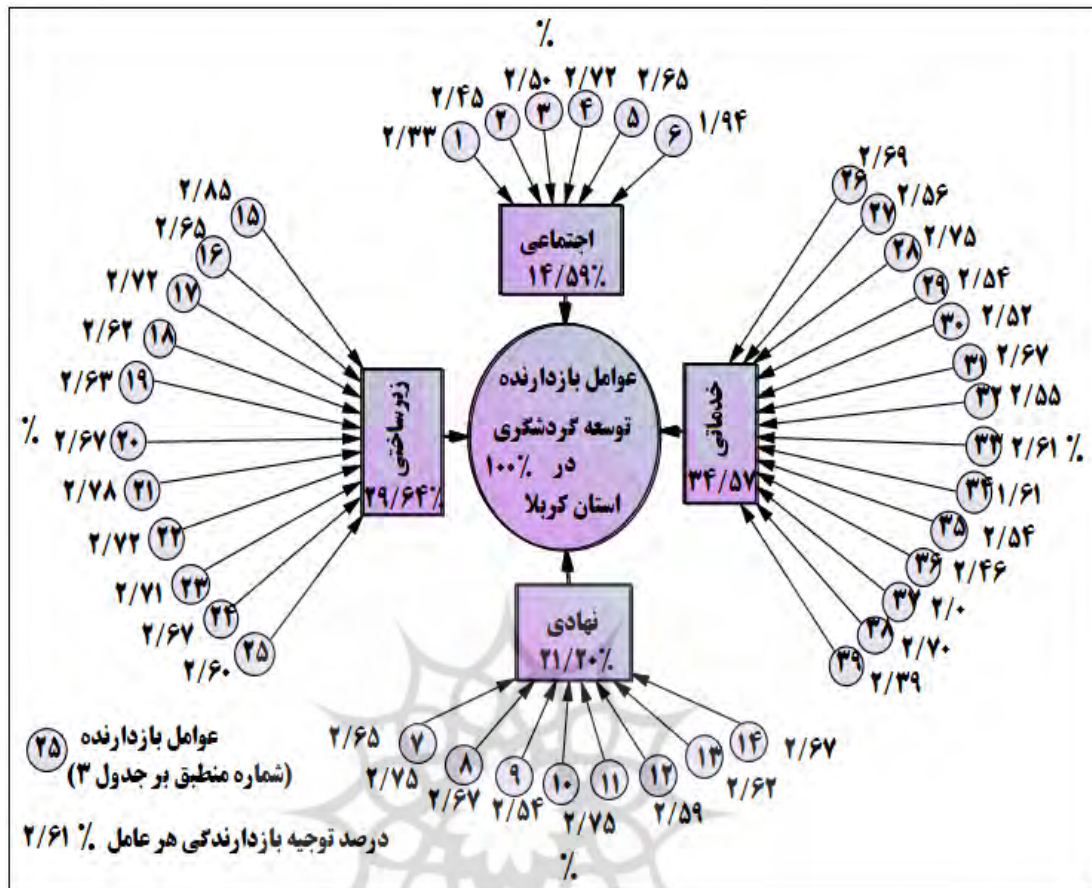 %
۲/۳۳ ۲/۴۵ ۲/۵۰ ۲/۷۲ ۲/۶۵ ۱/۹۴
۱ ۲ ۳ ۴ ۵ ۶
اجتماعی
۱۴/۵۹٪
۲/۸۵ ۱۵
۲/۶۵ ۱۶
۲/۷۲ ۱۷
۲/۶۲ ۱۸
۲/۶۳ ۱۹
% ۲/۶۷ ۲۰
۲/۷۸ ۲۱
۲/۷۲ ۲۲
۲/۷۱ ۲۳
۲/۶۷ ۲۴
۲/۶۰ ۲۵
زیرساختی
۲۹/۶۴٪
عوامل بازدارنده
توسعه گردشگری
در ۱۰۰٪
استان کربلا
خدماتی
۳۴/۵۷
۲۶ ۲/۶۹
۲۷ ۲/۵۶
۲۸ ۲/۷۵
۲۹ ۲/۵۴
۳۰ ۲/۵۲
۳۱ ۲/۶۷
۳۲ ۲/۵۵
۳۳ ۲/۶۱ %
۳۴ ۱/۶۱
۳۵ ۲/۵۴
۳۶ ۲/۴۶
۳۷ ۲/۰
۳۸ ۲/۷۰
۳۹ ۲/۳۹
نهادی
۲۱/۲۰٪
۷ ۸ ۹ ۱۰ ۱۱ ۱۲ ۱۳ ۱۴
۲/۶۵ ۲/۷۵ ۲/۶۷ ۲/۵۴ ۲/۷۵ ۲/۵۹ ۲/۶۲ ۲/۶۷
%
۲۵ عوامل بازدارنده
(شماره منطبق بر جدول ۳)
درصد توجیه بازدارندگی هر عامل % ۲/۶۱